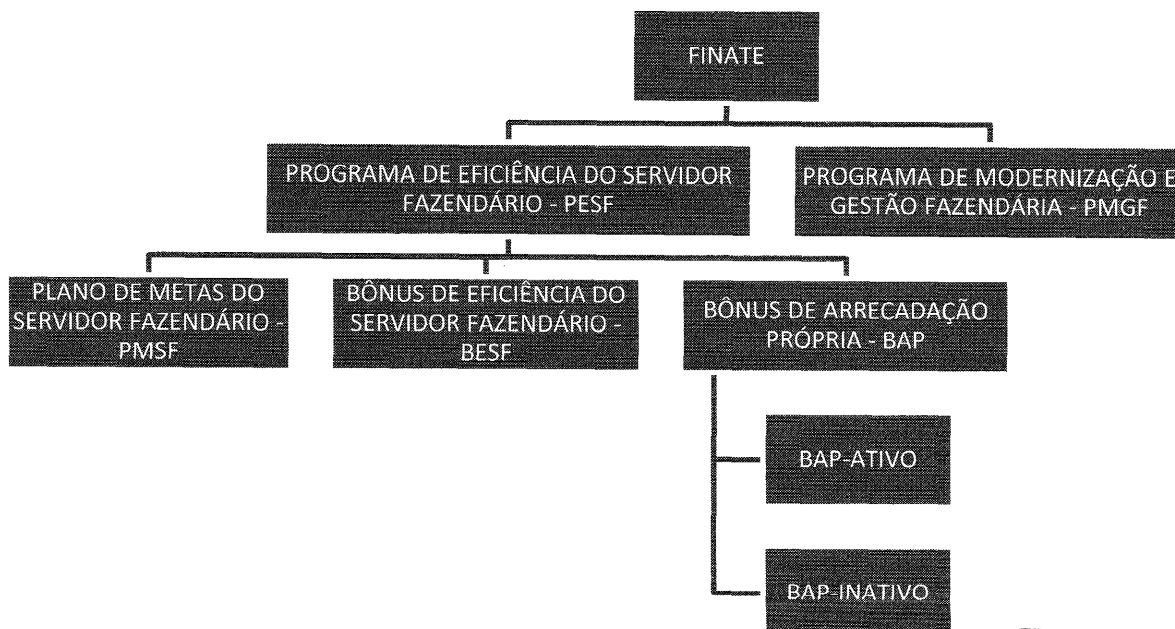 FINATE
PROGRAMA DE EFICIÊNCIA DO SERVIDOR
FAZENDÁRIO - PESF
PROGRAMA DE MODERNIZAÇÃO E
GESTÃO FAZENDÁRIA - PMGF
PLANO DE METAS DO
SERVIDOR FAZENDÁRIO -
PMSF
BÔNUS DE EFICIÊNCIA DO
SERVIDOR FAZENDÁRIO -
BESF
BÔNUS DE ARRECADAÇÃO
PRÓPRIA - BAP
BAP-ATIVO
BAP-INATIVO